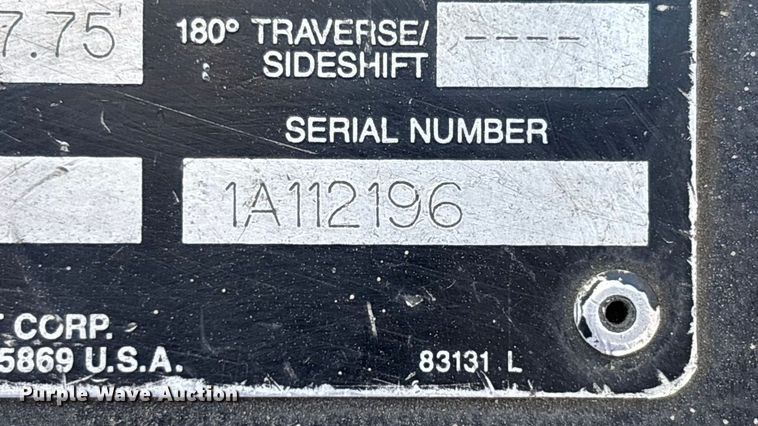 7.75'
180° TRAVERSE/
SIDESHIFT
----
SERIAL NUMBER
1A112196
CORP.
5869 U.S.A.
83131 L
Purple Wave Auction